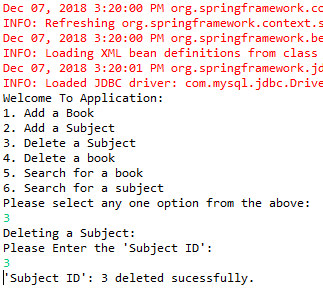 Dec 07, 2018 3:20:00 PM org.springframework.co
INFO: Refreshing org.springframework.context.s
Dec 07, 2018 3:20:00 PM org.springframework.be
INFO: Loading XML bean definitions from class
Dec 07, 2018 3:20:01 PM org.springframework.jd
INFO: Loaded JDBC driver: com.mysql.jdbc.Drive
Welcome To Application:
1. Add a Book
2. Add a Subject
3. Delete a Subject
4. Delete a book
5. Search for a book
6. Search for a subject
Please select any one option from the above:
3
Deleting a Subject:
Please Enter the 'Subject ID':
3
'Subject ID': 3 deleted sucessfully.